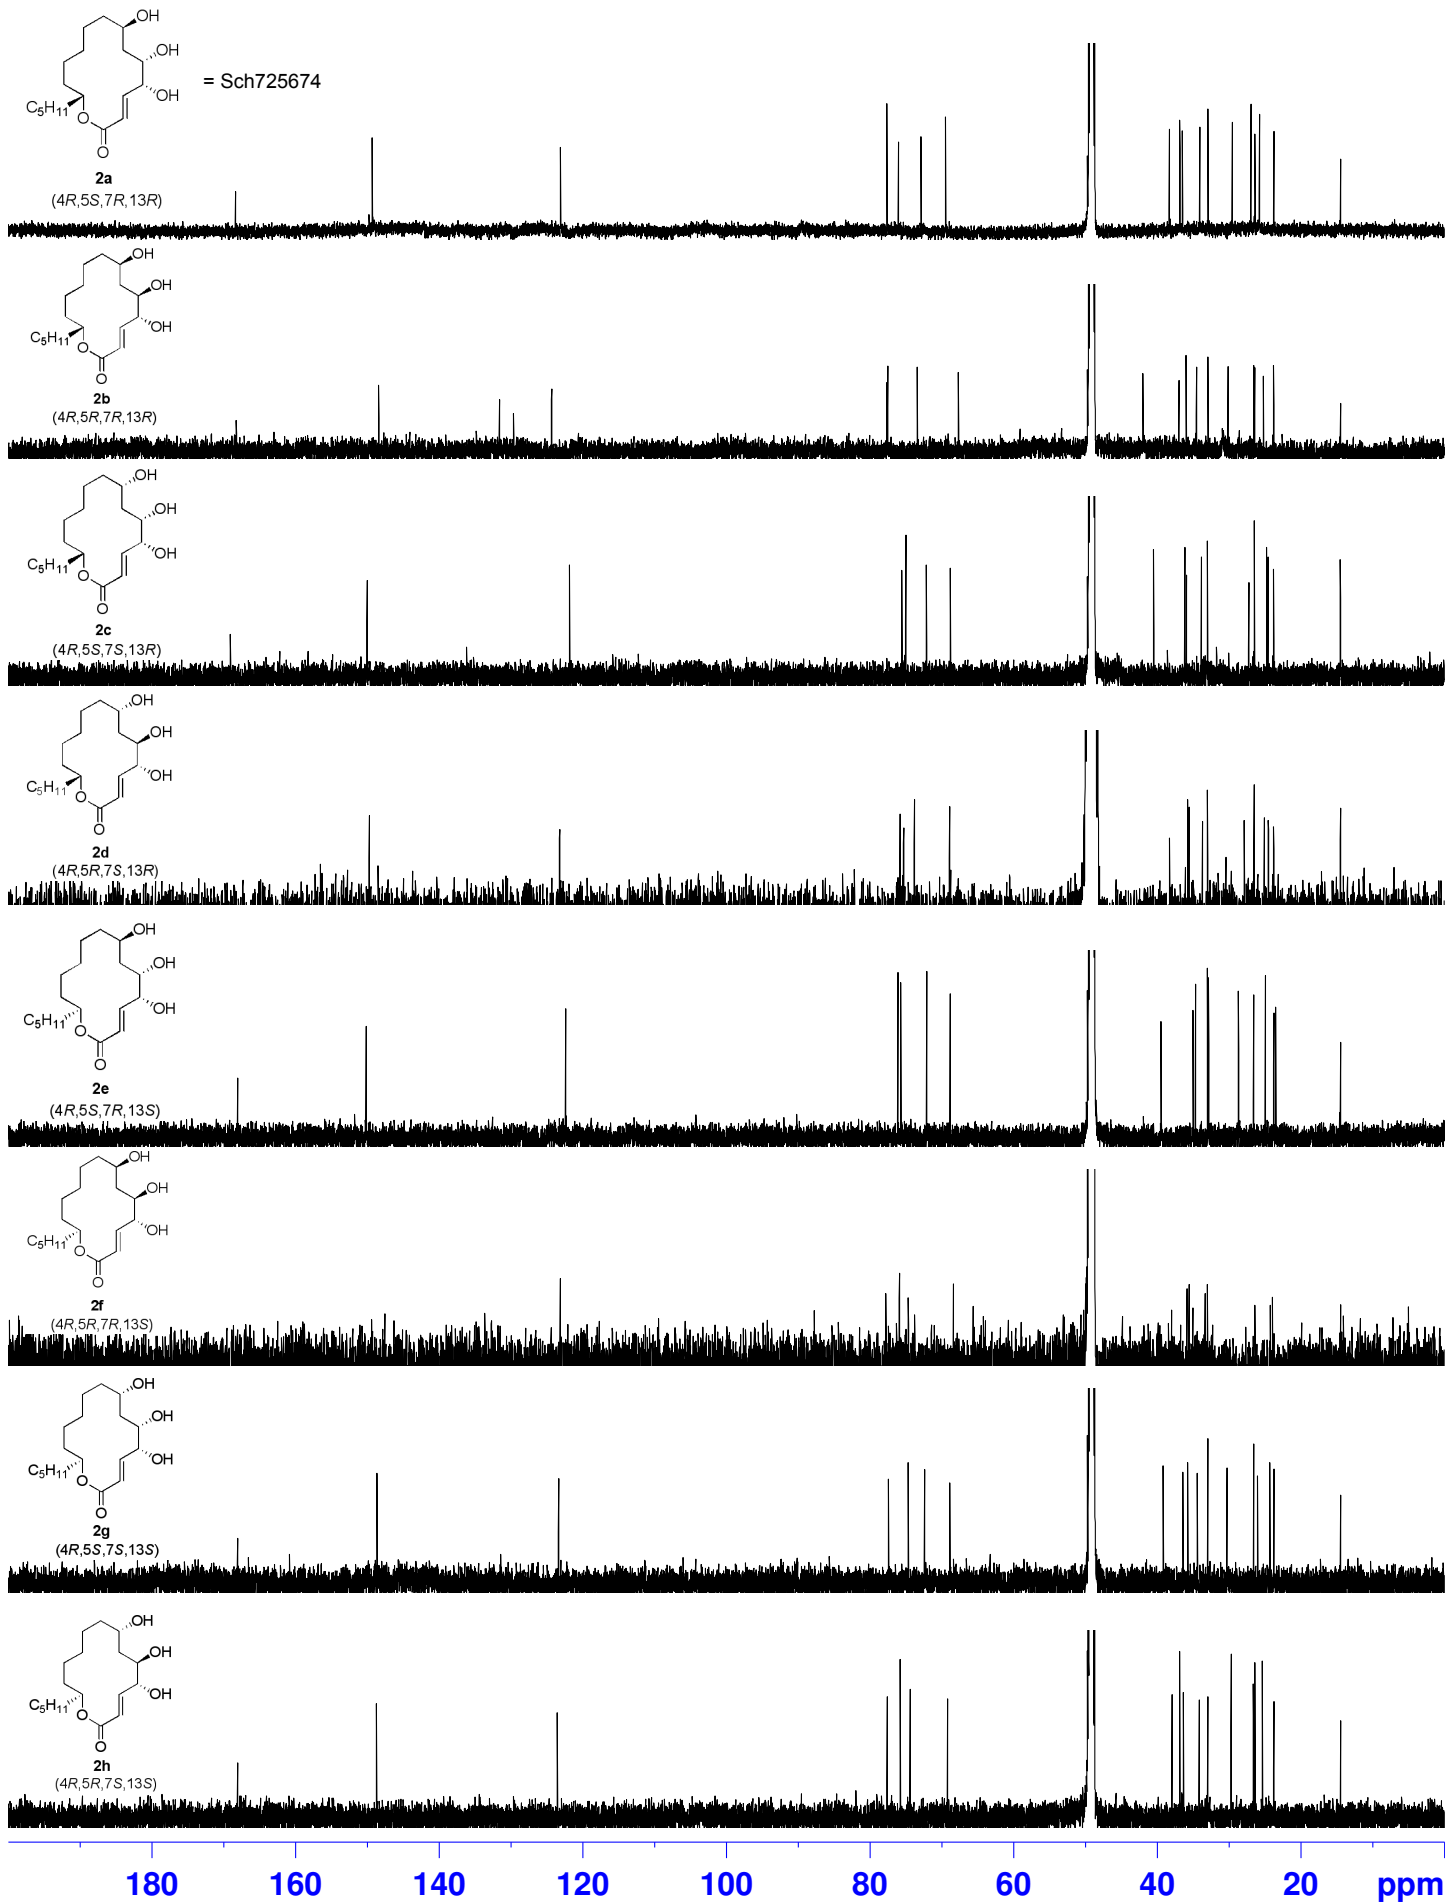 OH
OH
= Sch725674
OH
C5H11
O
O
2a
(4R,5S,7R,13R)
OH
OH
OH
C5H11
O
O
2b
(4R,5R,7R,13R)
OH
OH
OH
C5H11
O
O
2c
(4R,5S,7S,13R)
OH
OH
OH
C5H11
O
O
2d
(4R,5R,7S,13R)
OH
OH
OH
C5H11
O
O
2e
(4R,5S,7R,13S)
OH
OH
OH
C5H11
O
O
2f
(4R,5R,7R,13S)
OH
OH
OH
C5H11
O
O
2g
(4R,5S,7S,13S)
OH
OH
OH
C5H11
O
O
2h
(4R,5R,7S,13S)
180 160 140 120 100 80 60 40 20 ppm